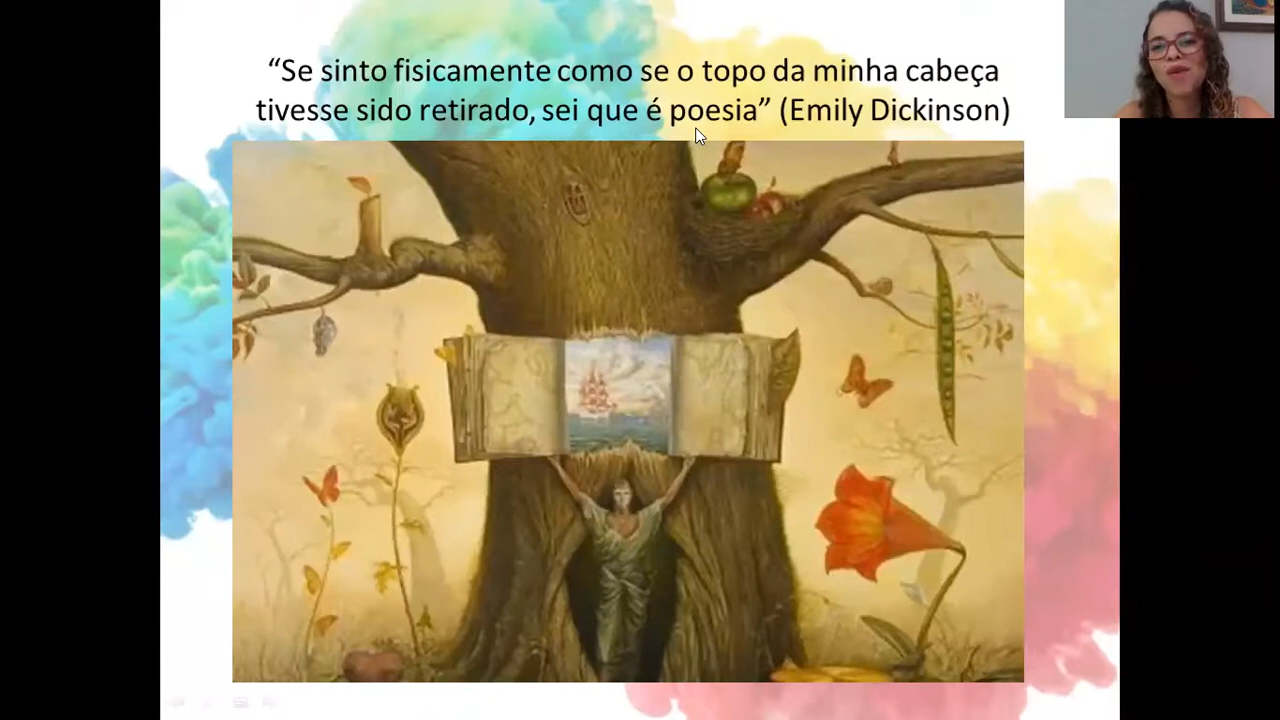 “Se sinto fisicamente como se o topo da minha cabeça
tivesse sido retirado, sei que é poesia” (Emily Dickinson)